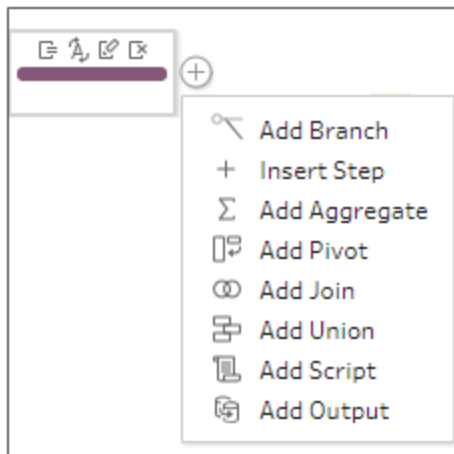 Add Branch
Insert Step
Add Aggregate
Add Pivot
Add Join
Add Union
Add Script
Add Output